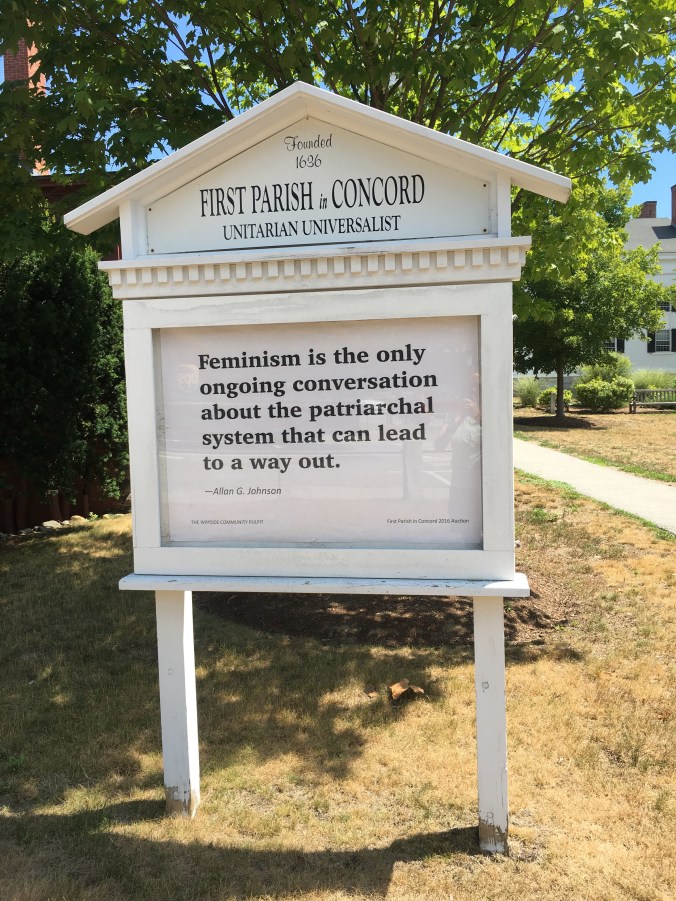 Founded
1636
FIRST PARISH in CONCORD
UNITARIAN UNIVERSALIST
Feminism is the only
ongoing conversation
about the patriarchal
system that can lead
to a way out.
—Allan G. Johnson
THE WAYSIDE COMMUNITY PULPIT
First Parish in Concord 2016 Auction